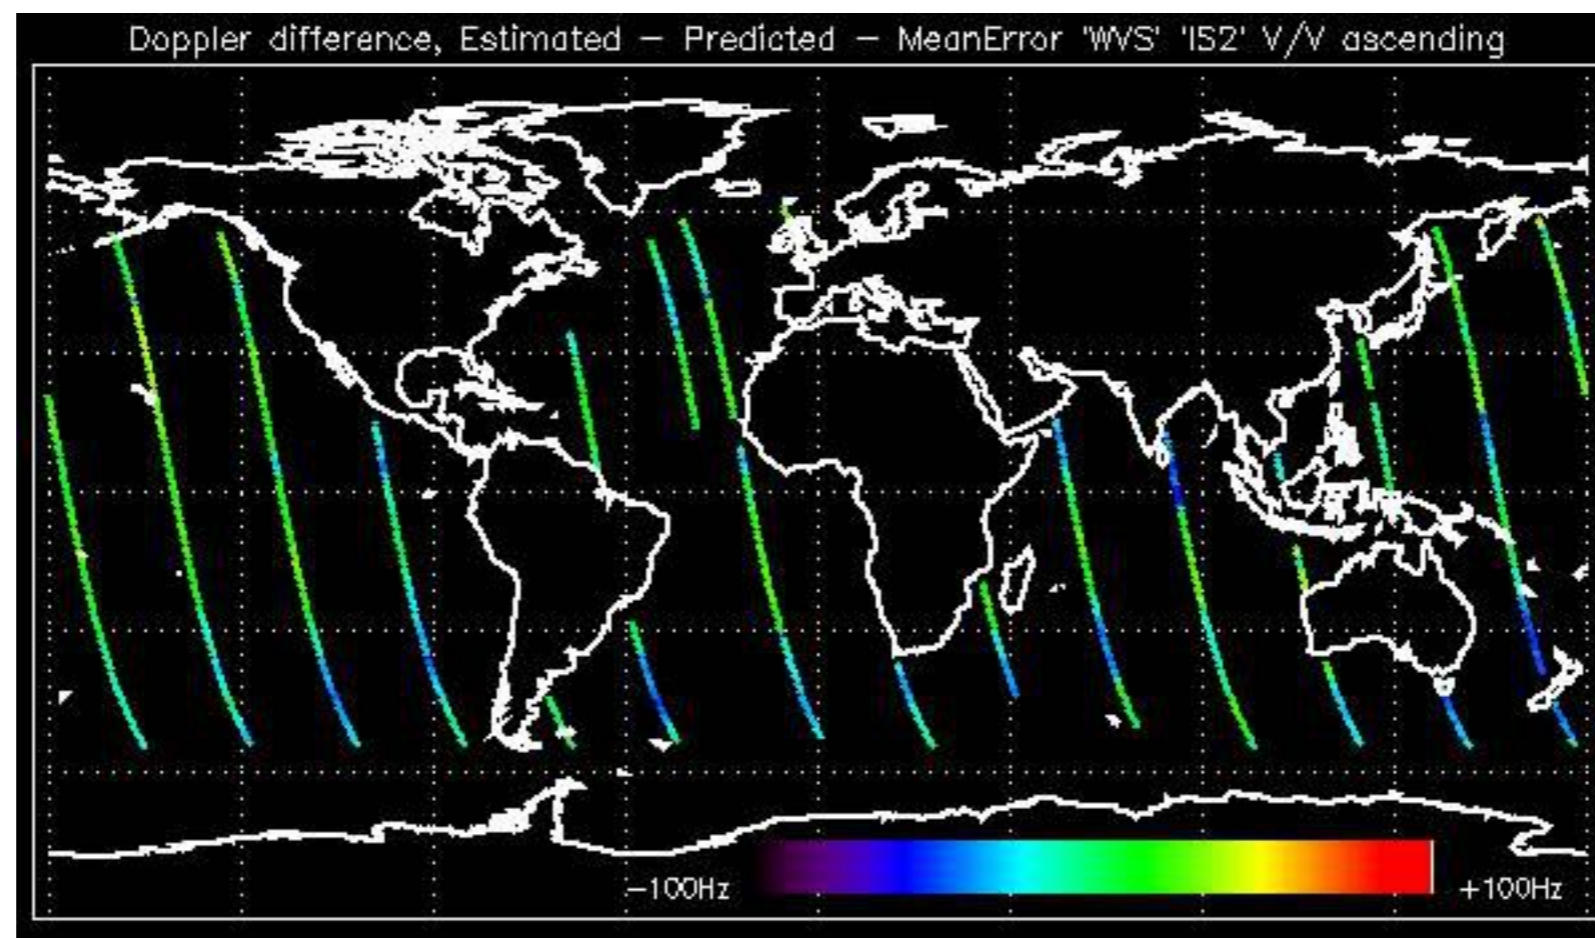 Doppler difference, Estimated – Predicted – MeanError 'WVS' 'IS2' V/V ascending
–100Hz
+100Hz